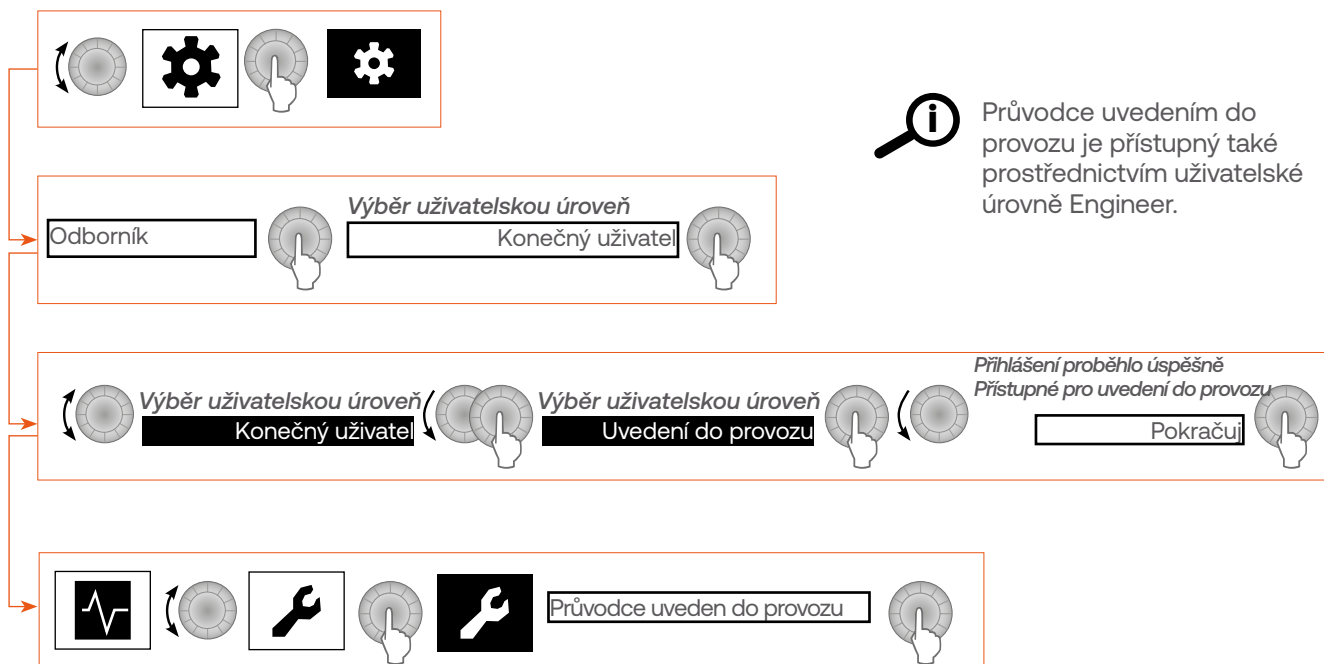 i
Průvodce uvedením do
provozu je přístupný také
prostřednictvím uživatelské
úrovně Engineer.
Odborník
Výběr uživatelskou úroveň
Konečný uživatel
Výběr uživatelskou úroveň
Konečný uživatel
Výběr uživatelskou úroveň
Uvedení do provozu
Přihlášení proběhlo úspěšně
Přístupné pro uvedení do provozu
Pokračuj
Průvodce uveden do provozu